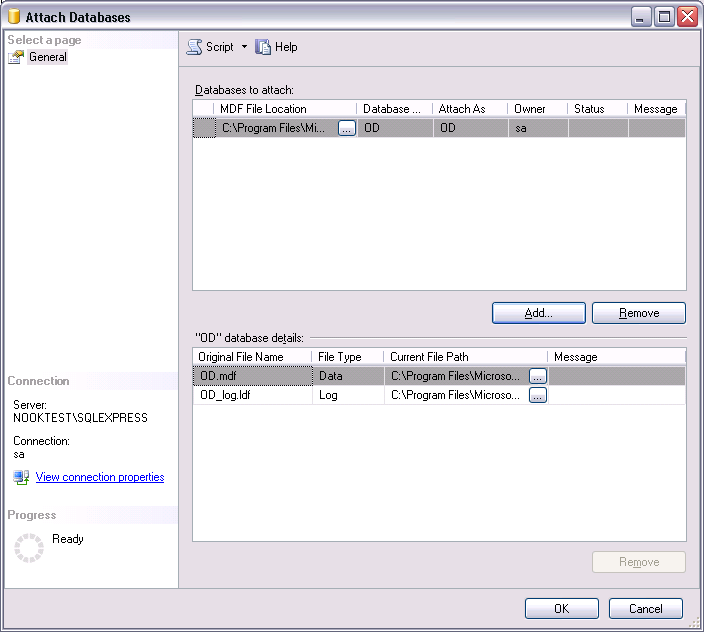 Attach Databases
Select a page
General
Script Help
Databases to attach:
MDF File Location Database ... Attach As Owner Status Message
C:\Program Files\Mi... ... OD OD sa
Add... Remove
"OD" database details:
Original File Name File Type Current File Path Message
OD.mdf Data C:\Program Files\Microso... ...
OD_log.ldf Log C:\Program Files\Microso... ...
Connection
Server:
NOOKTEST\SQLEXPRESS
Connection:
sa
View connection properties
Progress
Ready
Remove
OK Cancel